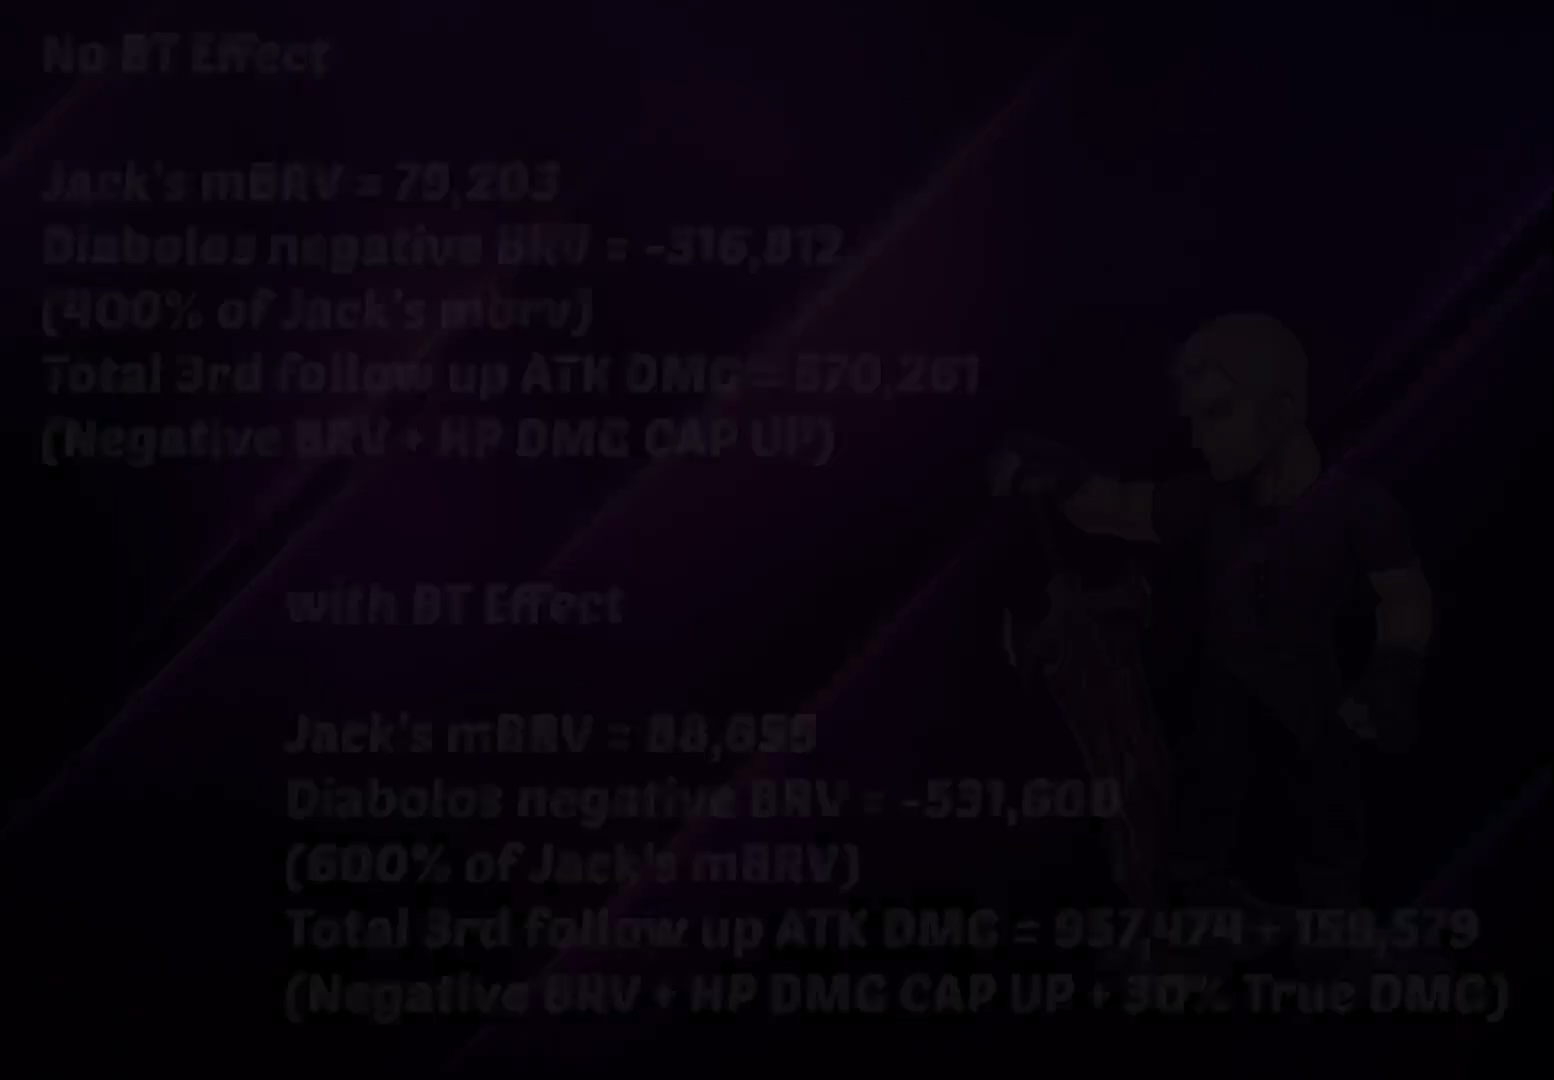 No BT Effect
Jack's mBRV = 79,203
Diabolos negative BRV = -316,812
(400% of Jack's mbrv)
Total 3rd follow up ATK DMG = 570,261
(Negative BRV + HP DMG CAP UP)
with BT Effect
Jack's mBRV = 88,655
Diabolos negative BRV = -531,600
(600% of Jack's mBRV)
Total 3rd follow up ATK DMG = 957,474 + 159,579
(Negative BRV + HP DMG CAP UP + 30% True DMG)